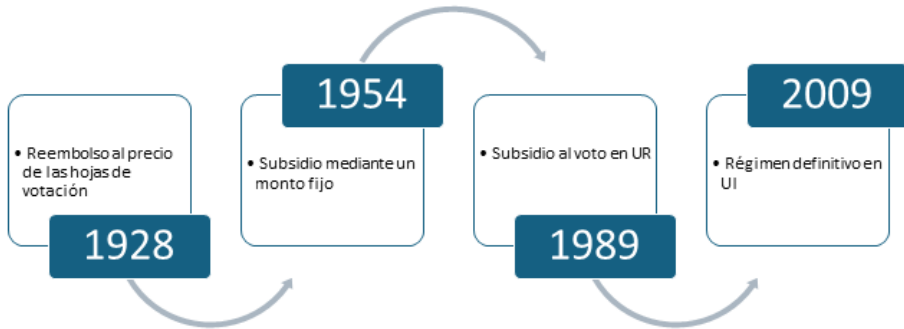 • Reembolso al precio
de las hojas de
votación
1928
1954
• Subsidio mediante un
monto fijo
• Subsidio al voto en UR
1989
2009
• Régimen definitivo en
UI